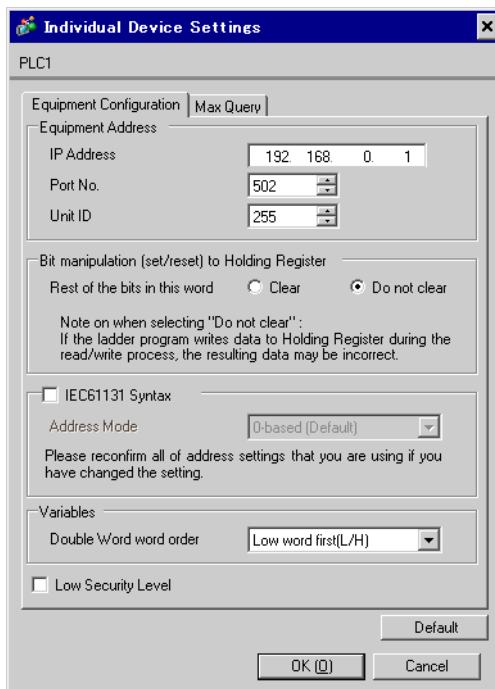 Individual Device Settings
PLC1
Equipment Configuration Max Query
Equipment Address
IP Address 192. 168. 0. 1
Port No. 502
Unit ID 255
Bit manipulation (set/reset) to Holding Register
Rest of the bits in this word Clear Do not clear
Note on when selecting "Do not clear" :
If the ladder program writes data to Holding Register during the
read/write process, the resulting data may be incorrect.
IEC61131 Syntax
Address Mode 0-based (Default)
Please reconfirm all of address settings that you are using if you
have changed the setting.
Variables
Double Word word order Low word first(L/H)
Low Security Level
Default
OK (O) Cancel